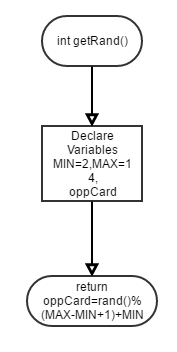 int getRand()
Declare
Variables
MIN=2,MAX=1
4,
oppCard
return
oppCard=rand()%
(MAX-MIN+1)+MIN